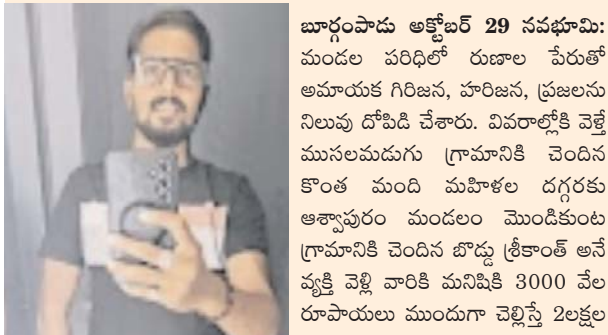 బూర్గంపాడు అక్టోబర్ 29 నవభూమి:
మండల పరిధిలో రుణాల పేరుతో
అమాయక గిరిజన, హరిజన, ప్రజలను
నిలువు దోపిడి చేశారు. వివరాల్లోకి వెళ్తే
ముసలమడుగు గ్రామానికి చెందిన
కొంత మంది మహిళల దగ్గరకు
ఆశ్వాపురం మండలం మొండికుంట
గ్రామానికి చెందిన బొడ్డు శ్రీకాంత్ అనే
వ్యక్తి వెళ్లి వారికి మనిషికి 3000 వేల
రూపాయలు ముందుగా చెల్లిస్తే 2లక్షల